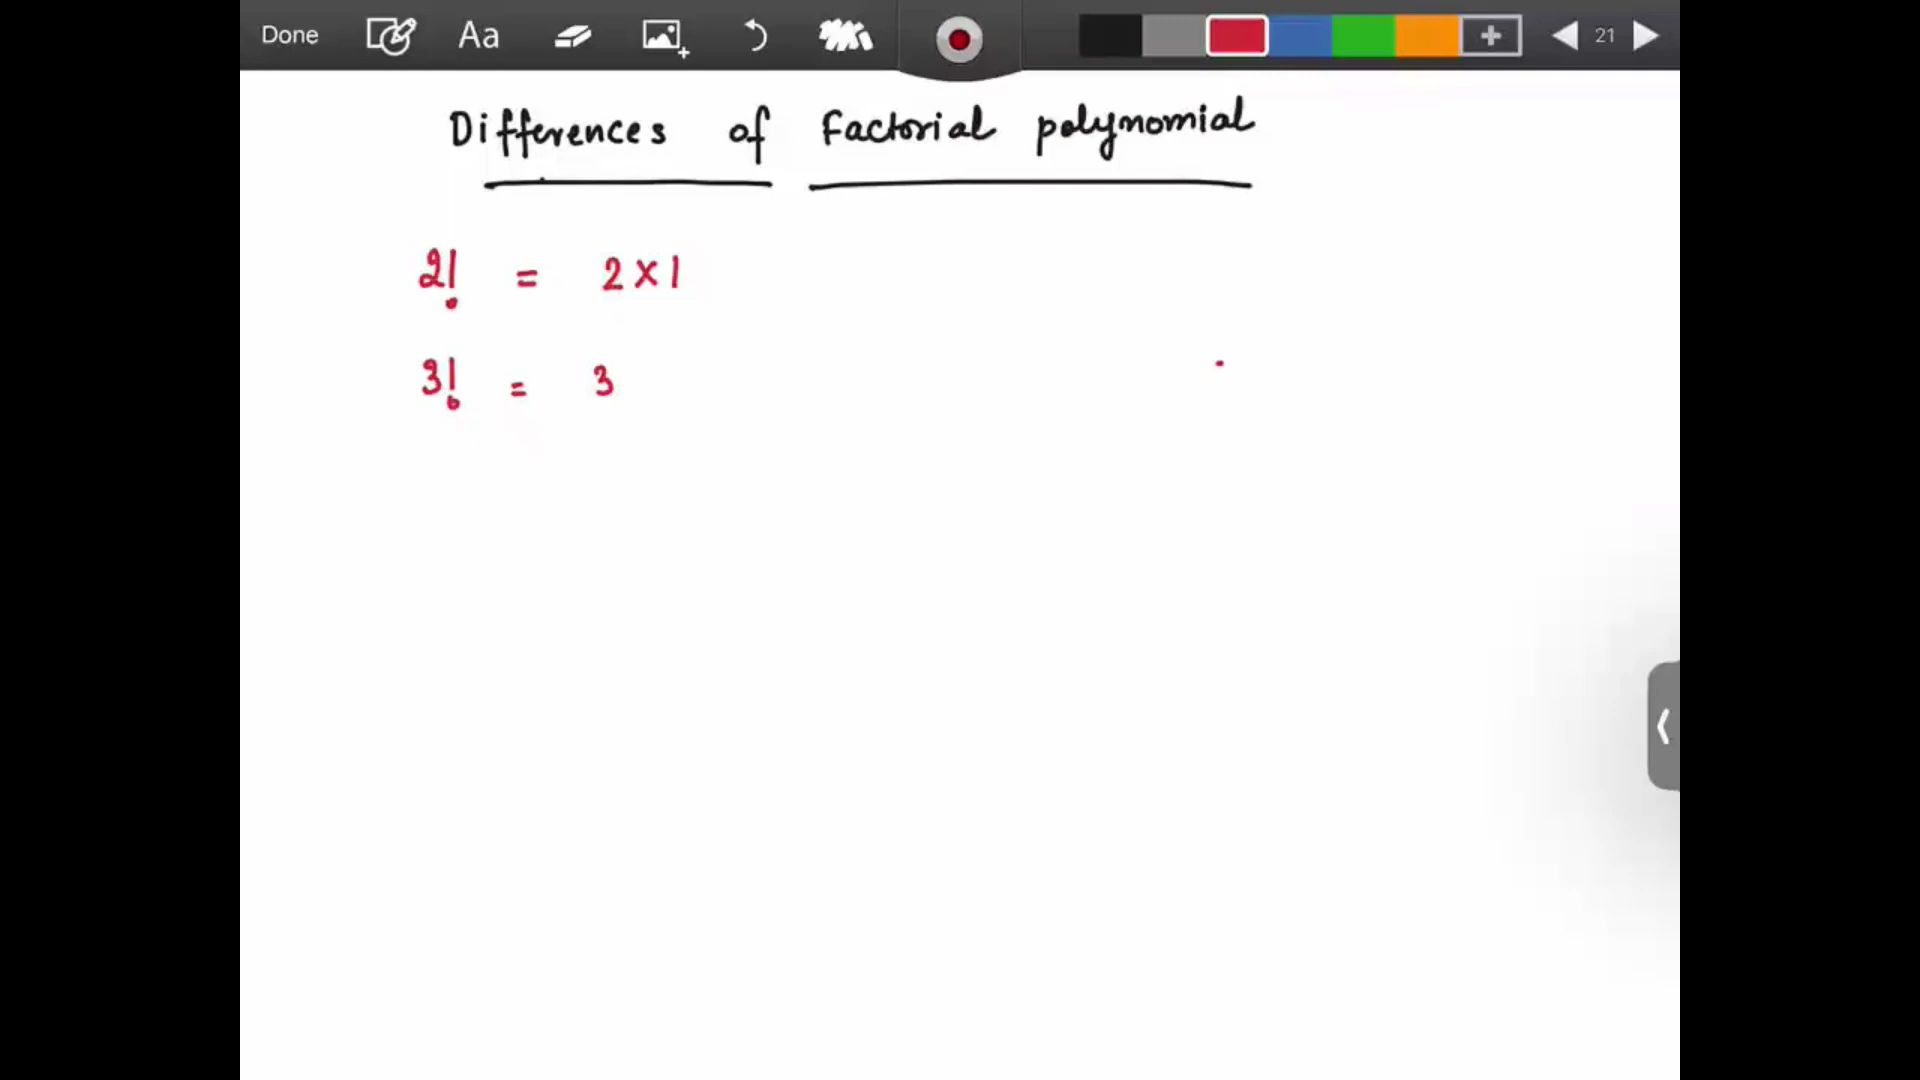 Done Aa 21
Differences of Factorial polynomial
2! = 2 × 1
3! = 3